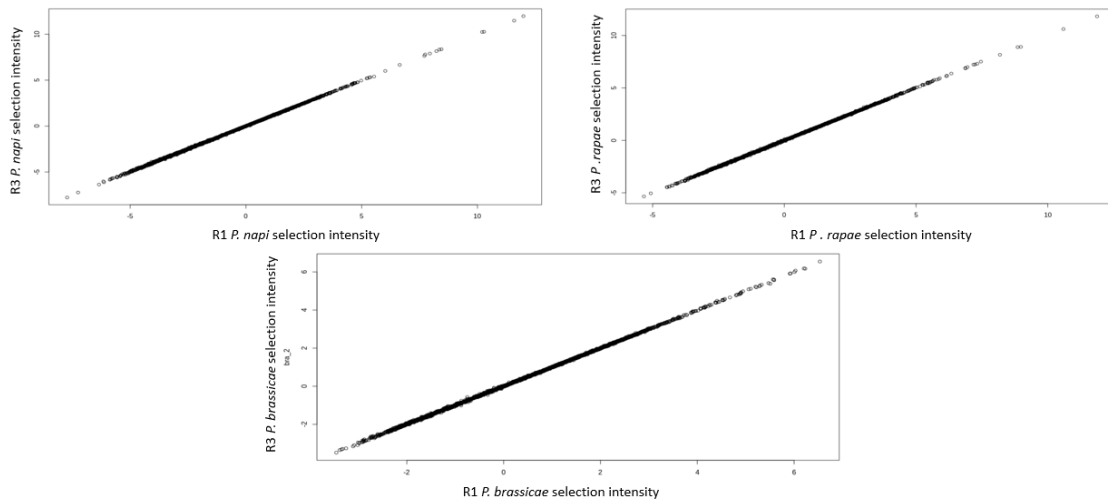 R3 P. napi selection intensity
10
5
0
-5
-5 0 5 10
R1 P. napi selection intensity
R3 P .rapae selection intensity
10
5
0
-5
-5 0 5 10
R1 P . rapae selection intensity
R3 P. brassicae selection intensity
bra_2
6
4
2
0
-2
-2 0 2 4 6
R1 P. brassicae selection intensity